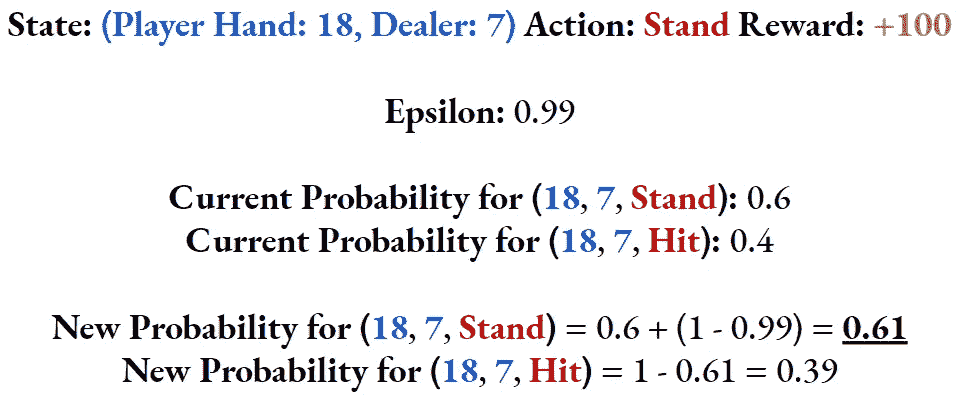 State: (Player Hand: 18, Dealer: 7) Action: Stand Reward: +100
Epsilon: 0.99
Current Probability for (18, 7, Stand): 0.6
Current Probability for (18, 7, Hit): 0.4
New Probability for (18, 7, Stand) = 0.6 + (1 - 0.99) = 0.61
New Probability for (18, 7, Hit) = 1 - 0.61 = 0.39